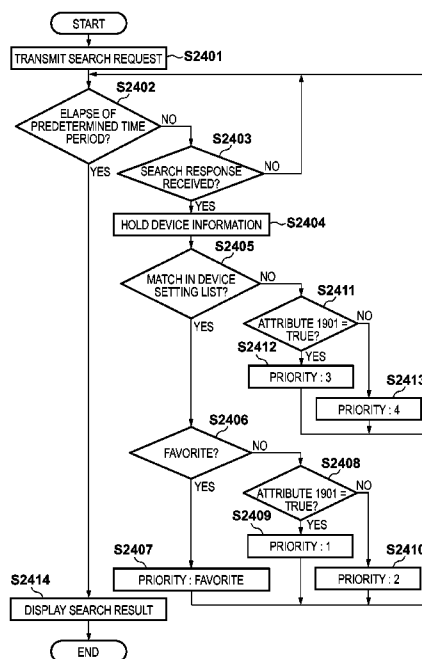 START
TRANSMIT SEARCH REQUEST
S2401
S2402
ELAPSE OF
PREDETERMINED TIME
PERIOD?
NO
YES
S2403
SEARCH RESPONSE
RECEIVED?
NO
YES
HOLD DEVICE INFORMATION
S2404
S2405
MATCH IN DEVICE
SETTING LIST?
NO
YES
S2411
ATTRIBUTE 1901 =
TRUE?
NO
YES
S2412
PRIORITY : 3
S2413
PRIORITY : 4
S2406
FAVORITE?
NO
YES
S2408
ATTRIBUTE 1901 =
TRUE?
NO
YES
S2409
PRIORITY : 1
S2407
PRIORITY : FAVORITE
S2410
PRIORITY : 2
S2414
DISPLAY SEARCH RESULT
END